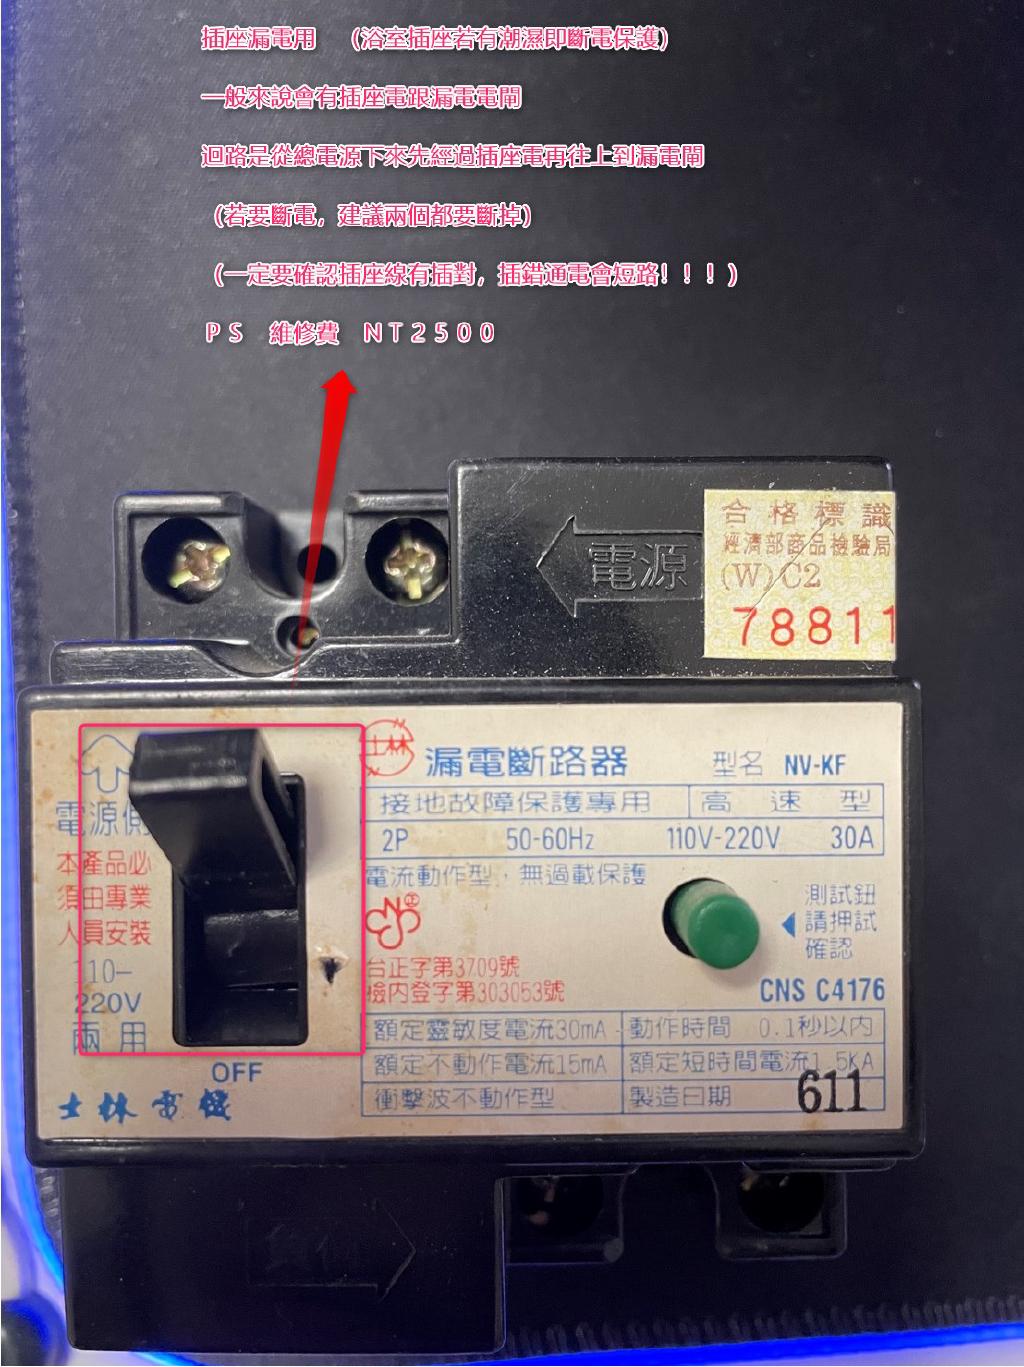 插座漏電用　（浴室插座若有潮濕即斷電保護）
一般來說會有插座電跟漏電電閘
迴路是從總電源下來先經過插座電再往上到漏電閘
（若要斷電，建議兩個都要斷掉）
（一定要確認插座線有插對，插錯通電會短路！！！）
ＰＳ　維修費　ＮＴ２５００
電源
合格標識
經濟部商品檢驗局
(W)C2
78811
士林
漏電斷路器 型名 NV-KF
接地故障保護專用 高速型
2P 50-60Hz 110V-220V 30A
電流動作型，無過載保護
電源側
本產品必
須由專業
人員安裝
110-
220V
兩用
OFF
士林電機
正
台正字第3709號
檢內登字第303053號
測試鈕
請押試
確認
CNS C4176
額定靈敏度電流30mA 動作時間 0.1秒以內
額定不動作電流15mA 額定短時間電流1.5KA
衝擊波不動作型 製造日期 611
負載